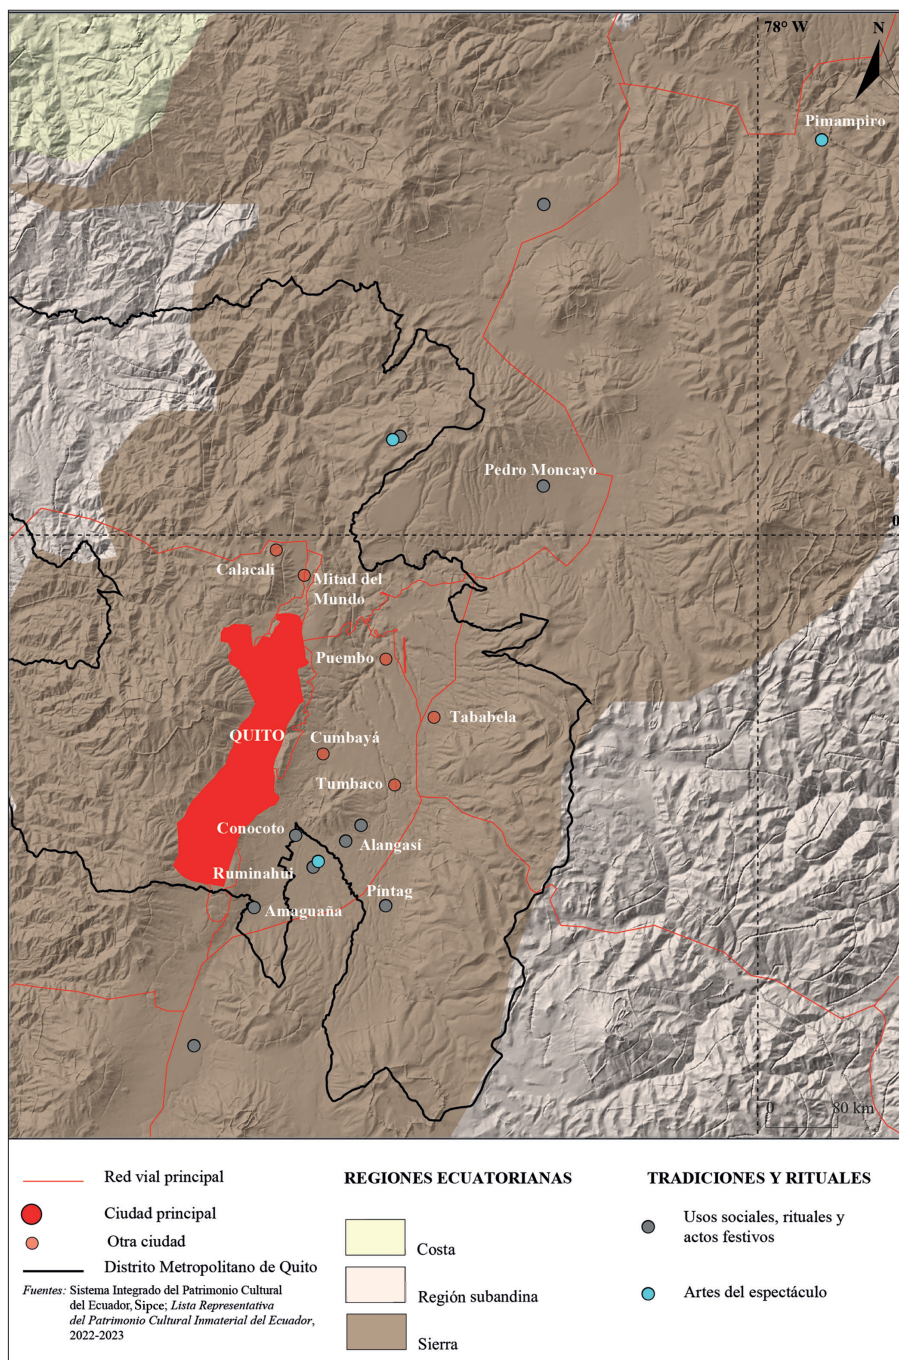 78° W
N
Pimampiro
Pedro Moncayo
0
Calacalí
Mitad del
Mundo
Puembo
Tababela
QUITO
Cumbayá
Tumbaco
Conocoto
Alangasí
Ruminahui
Píntag
Amaguaña
0 80 km
Red vial principal
Ciudad principal
Otra ciudad
Distrito Metropolitano de Quito
Fuentes: Sistema Integrado del Patrimonio Cultural
del Ecuador, Sipce; Lista Representativa
del Patrimonio Cultural Inmaterial del Ecuador,
2022-2023
REGIONES ECUATORIANAS
Costa
Región subandina
Sierra
TRADICIONES Y RITUALES
Usos sociales, rituales y
actos festivos
Artes del espectáculo